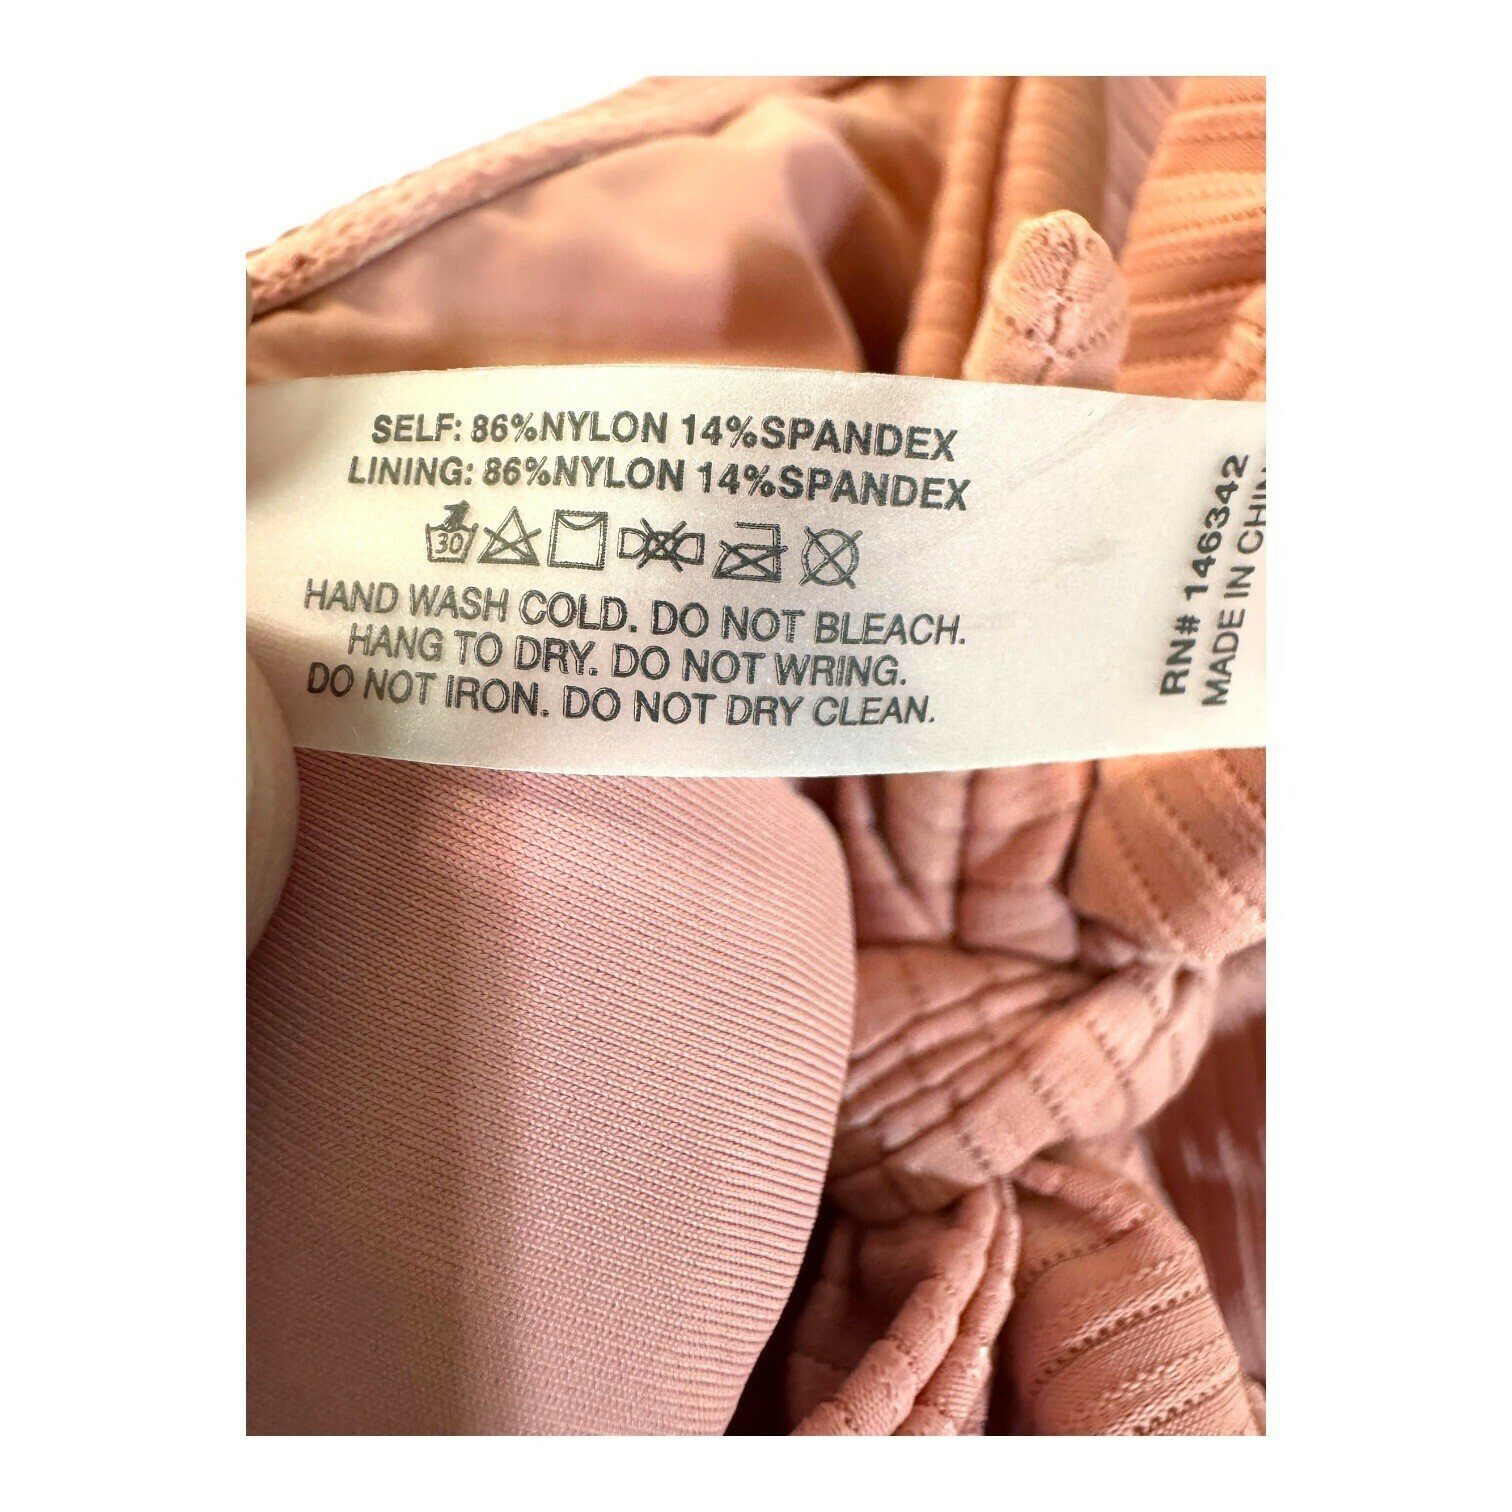 SELF: 86%NYLON 14%SPANDEX
LINING: 86%NYLON 14%SPANDEX
30
HAND WASH COLD. DO NOT BLEACH.
HANG TO DRY. DO NOT WRING.
DO NOT IRON. DO NOT DRY CLEAN.
RN# 146342
MADE IN CHIN